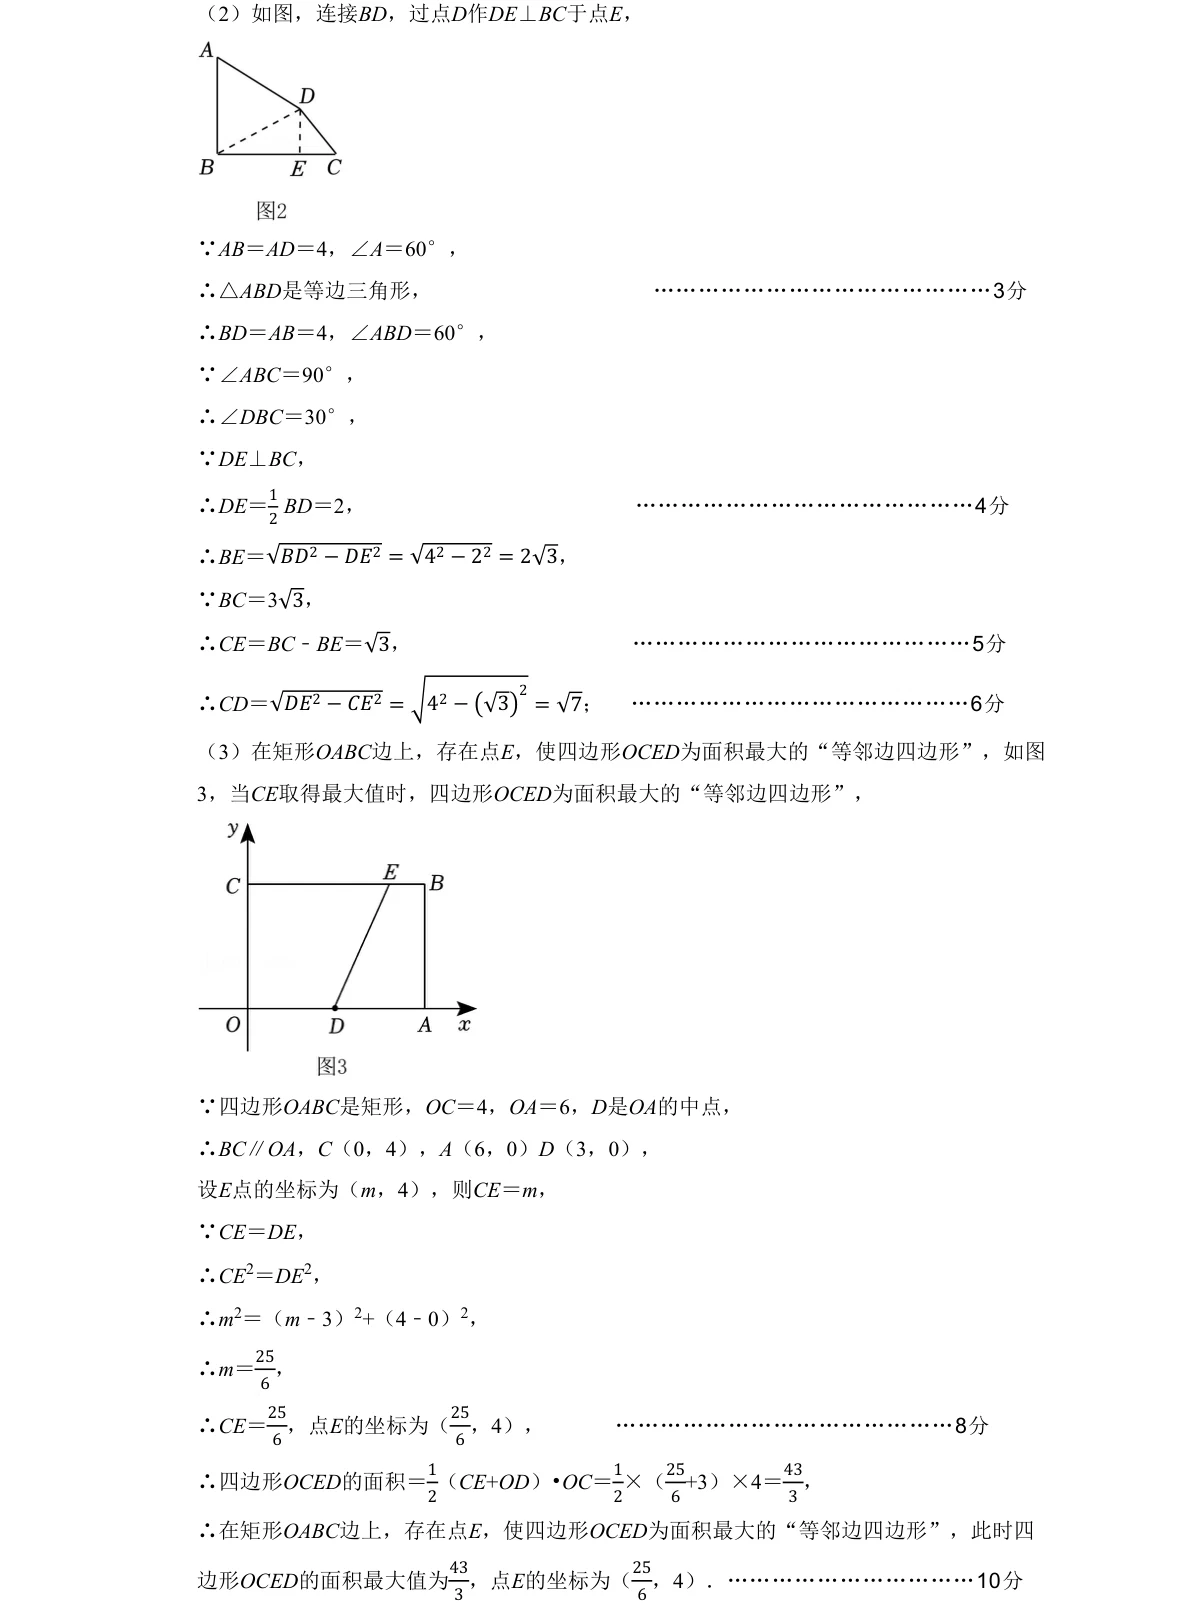 （2）如图，连接BD，过点D作DE⊥BC于点E，
A
D
B
E
C
图2
∵AB＝AD＝4，∠A＝60°，
∴△ABD是等边三角形， ………………………………………3分
∴BD＝AB＝4，∠ABD＝60°，
∵∠ABC＝90°，
∴∠DBC＝30°，
∵DE⊥BC，
∴DE＝1/2 BD＝2， ………………………………………4分
∴BE＝√(BD²－DE²)＝√(4²－2²)＝2√3，
∵BC＝3√3，
∴CE＝BC﹣BE＝√3， ………………………………………5分
∴CD＝√(DE²－CE²)＝√(4²－(√3)²)＝√7； ………………………………………6分
（3）在矩形OABC边上，存在点E，使四边形OCED为面积最大的“等邻边四边形”，如图
3，当CE取得最大值时，四边形OCED为面积最大的“等邻边四边形”，
y
C
E
B
O
D
A
x
图3
∵四边形OABC是矩形，OC＝4，OA＝6，D是OA的中点，
∴BC∥OA，C（0，4），A（6，0）D（3，0），
设E点的坐标为（m，4），则CE＝m，
∵CE＝DE，
∴CE²＝DE²，
∴m²＝（m﹣3）²+（4﹣0）²，
∴m＝25/6，
∴CE＝25/6，点E的坐标为（25/6，4）， ………………………………………8分
∴四边形OCED的面积＝1/2（CE+OD）•OC＝1/2×（25/6+3）×4＝43/3，
∴在矩形OABC边上，存在点E，使四边形OCED为面积最大的“等邻边四边形”，此时四
边形OCED的面积最大值为43/3，点E的坐标为（25/6，4）．……………………………10分